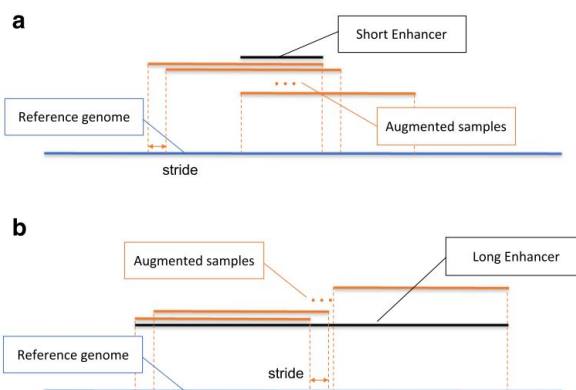 a
Short Enhancer
Reference genome
Augmented samples
stride
b
Augmented samples
Long Enhancer
Reference genome
stride